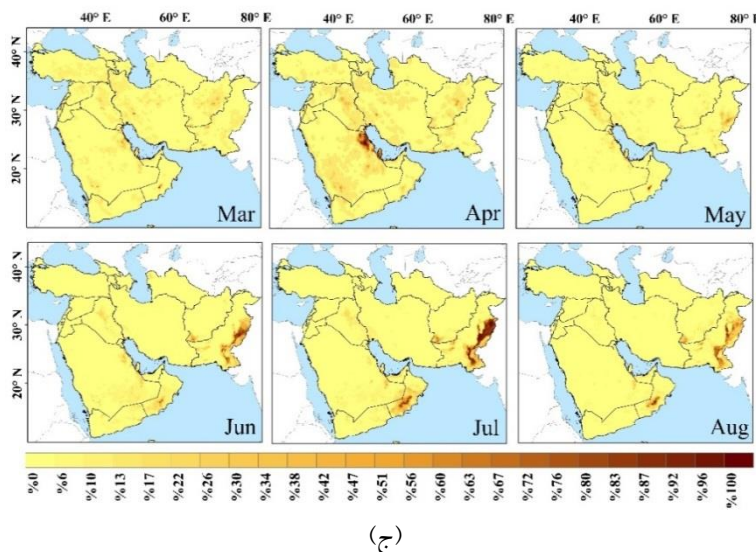 40° E 60° E 80° E 40° E 60° E 80° E 40° E 60° E 80° E
40° N
30° N
20° N
Mar Apr May
40° N
30° N
20° N
Jun Jul Aug
%0 %6 %10 %13 %17 %22 %26 %30 %34 %38 %42 %47 %51 %56 %60 %63 %67 %72 %76 %80 %83 %87 %92 %96 %100
(ج)